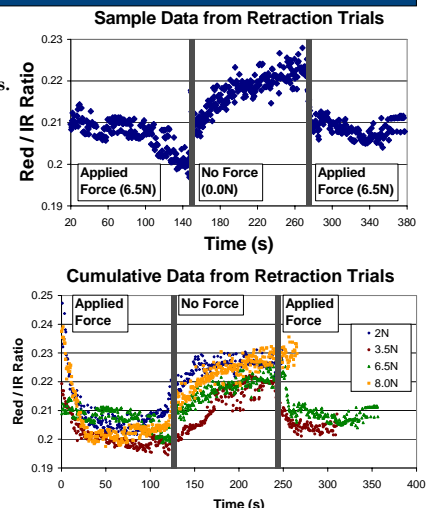 Sample Data from Retraction Trials
s.
Red / IR Ratio
0.23
0.22
0.21
0.2
0.19
Applied
Force (6.5N)
No Force
(0.0N)
Applied
Force (6.5N)
20 60 100 140 180 220 260 300 340 380
Time (s)
Cumulative Data from Retraction Trials
Red / IR Ratio
0.25
0.24
0.23
0.22
0.21
0.2
0.19
Applied
Force
No Force
Applied
Force
2N
3.5N
6.5N
8.0N
0 50 100 150 200 250 300 350 400
Time (s)